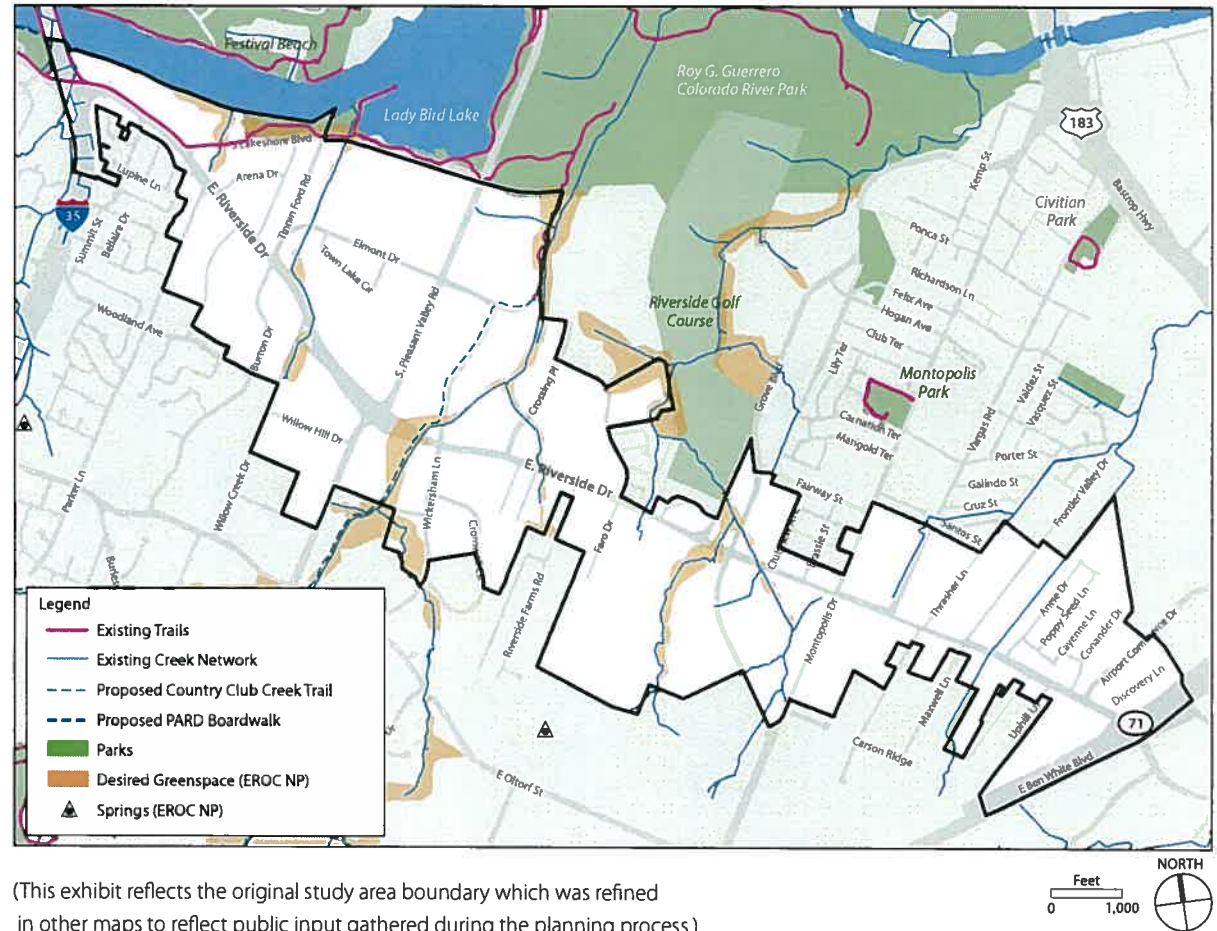 Festival Beach
Roy G. Guerrero
Colorado River Park
Lady Bird Lake
183
S Lakeshore Blvd
Kemp St
Lupine Ln
Arena Dr
Civitian
Park
Bastrop Hwy
35
Summit St
Bellaire Dr
E. Riverside Dr
Tinnin Ford Rd
Ponca St
Elmont Dr
Town Lake Cir
Richardson Ln
Felix Ave
Hogan Ave
Riverside Golf
Course
Woodland Ave
Burton Dr
S. Pleasant Valley Rd
Club Ter
Lily Ter
Montopolis
Park
Crossing Pl
Grove Blvd
Valdez St
Vasquez St
Carnation Ter
Marigold Ter
Vargas Rd
Willow Hill Dr
Porter St
Parker Ln
Willow Creek Dr
Wickersham Ln
E. Riverside Dr
Fairway St
Galindo St
Cruz St
Frontier Valley Dr
Santos St
Faro Dr
Riverside Farms Rd
Montopolis Dr
Thrasher Ln
Anise Dr
Poppy Seed Ln
Cayenne Ln
Conander Dr
Discovery Ln
Maxwell Ln
Uphill Ln
71
Carson Ridge
E Ben White Blvd
E Oltorf St
Legend
Existing Trails
Existing Creek Network
Proposed Country Club Creek Trail
Proposed PARD Boardwalk
Parks
Desired Greenspace (EROC NP)
Springs (EROC NP)
NORTH
Feet
0 1,000
(This exhibit reflects the original study area boundary which was refined
in other maps to reflect public input gathered during the planning process.)